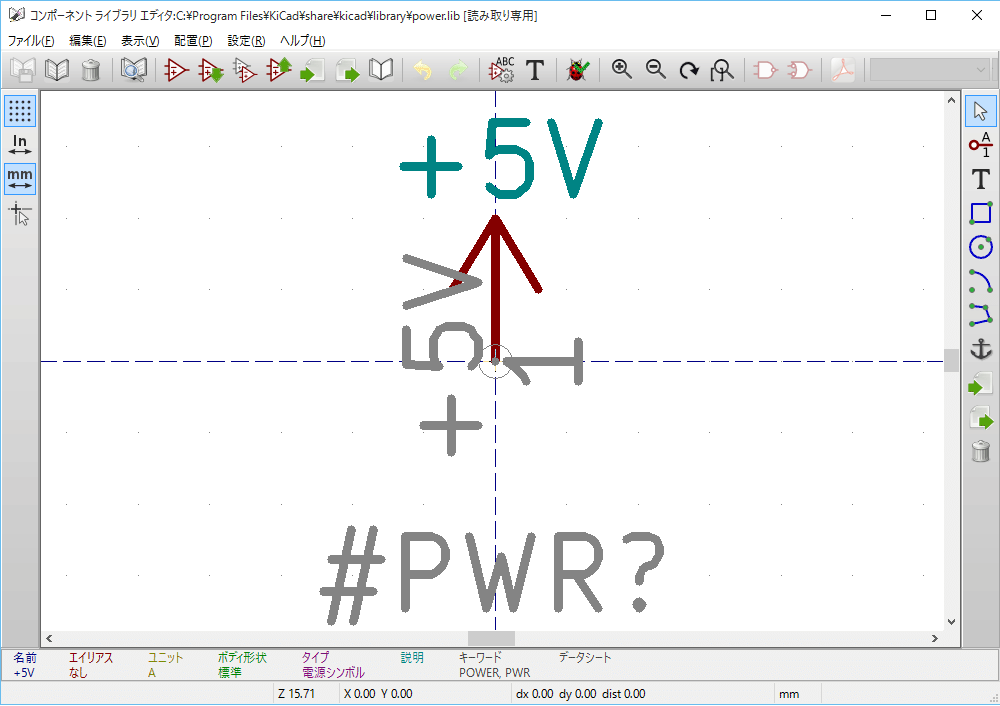 コンポーネント ライブラリ エディタ:C:¥Program Files¥KiCad¥share¥kicad¥library¥power.lib [読み取り専用]
ファイル(F) 編集(E) 表示(V) 配置(P) 設定(R) ヘルプ(H)
ABC T
In
mm
A
1
T
+5V
+5V
1
#PWR?
名前 エイリアス ユニット ボディ形状 タイプ 説明 キーワード データシート
+5V なし A 標準 電源シンボル POWER, PWR
Z 15.71 X 0.00 Y 0.00 dx 0.00 dy 0.00 dist 0.00 mm